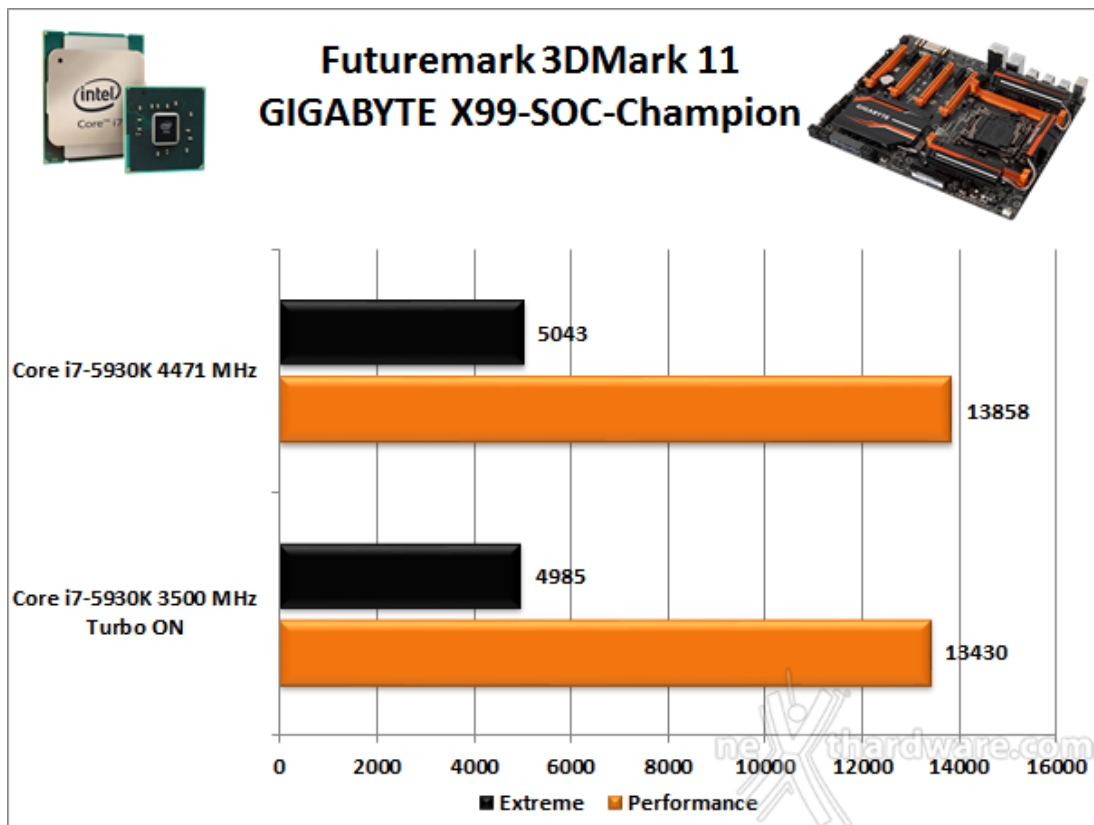 Futuremark 3DMark 11
GIGABYTE X99-SOC-Champion
intel
Core™ i7
GIGABYTE
Core i7-5930K 4471 MHz
5043
13858
Core i7-5930K 3500 MHz
Turbo ON
4985
13430
0 2000 4000 6000 8000 10000 12000 14000 16000
Extreme Performance
nexthardware.com